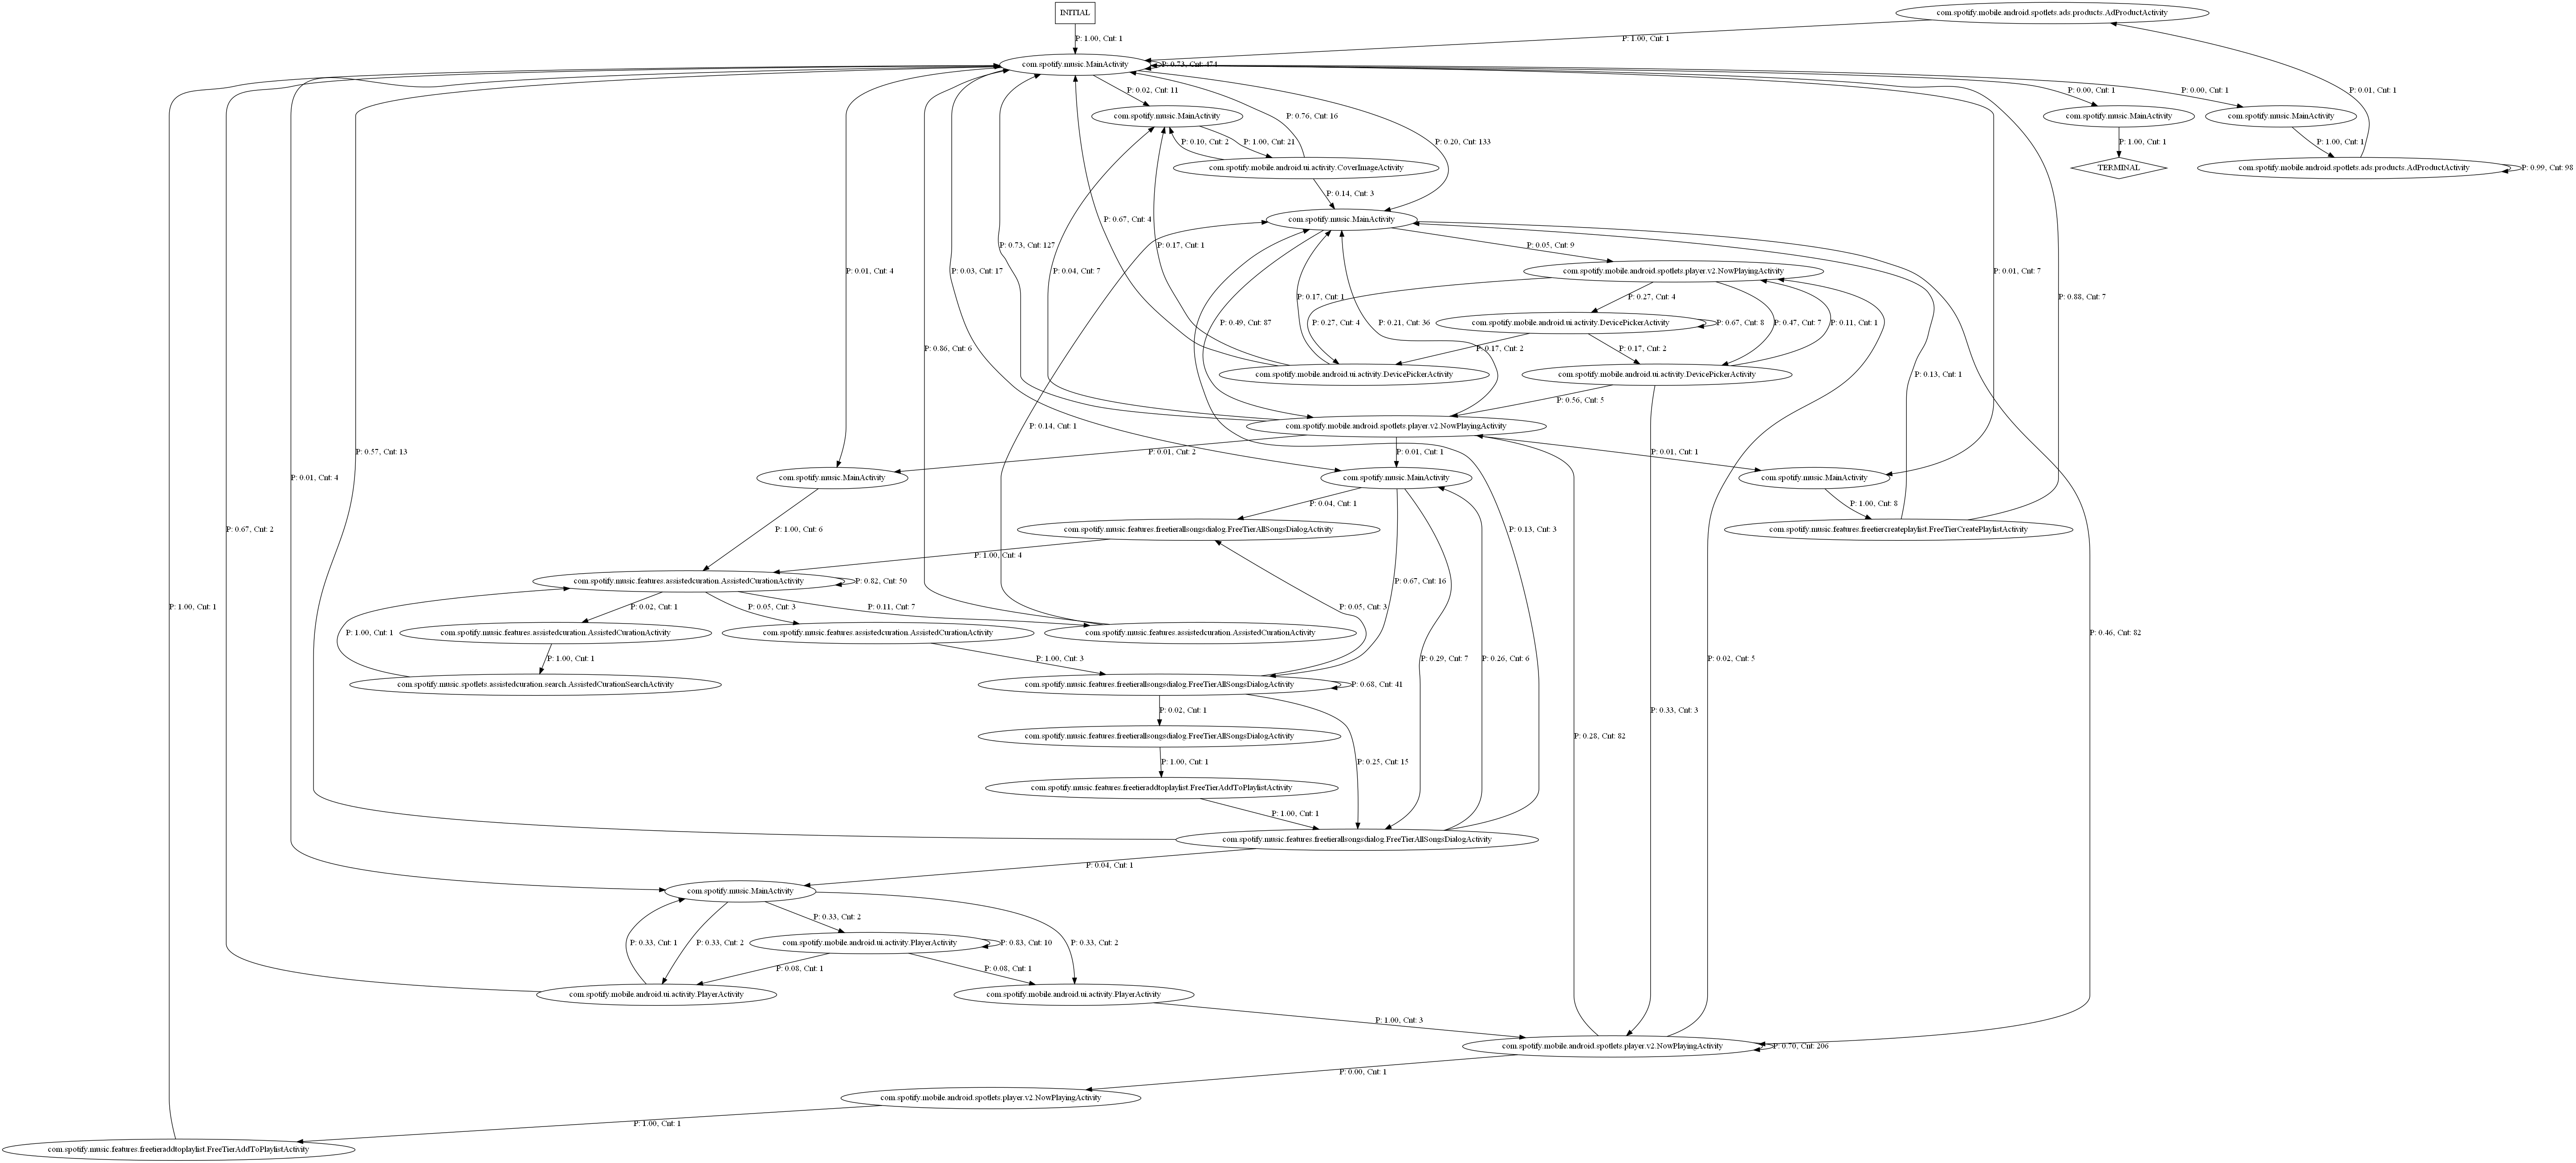 INITIAL
com.spotify.mobile.android.spotlets.ads.products.AdProductActivity
P: 1.00, Cnt: 1
P: 1.00, Cnt: 1
com.spotify.music.MainActivity
P: 0.73, Cnt: 474
P: 0.02, Cnt: 11
P: 0.00, Cnt: 1
P: 0.00, Cnt: 1
P: 0.01, Cnt: 1
com.spotify.music.MainActivity
P: 0.76, Cnt: 16
com.spotify.music.MainActivity
com.spotify.music.MainActivity
P: 0.10, Cnt: 2
P: 1.00, Cnt: 21
P: 0.20, Cnt: 133
P: 1.00, Cnt: 1
P: 1.00, Cnt: 1
com.spotify.mobile.android.ui.activity.CoverImageActivity
TERMINAL
com.spotify.mobile.android.spotlets.ads.products.AdProductActivity
P: 0.99, Cnt: 98
P: 0.14, Cnt: 3
P: 0.67, Cnt: 4
com.spotify.music.MainActivity
P: 0.73, Cnt: 127
P: 0.17, Cnt: 1
P: 0.05, Cnt: 9
P: 0.01, Cnt: 4
P: 0.03, Cnt: 17
P: 0.04, Cnt: 7
com.spotify.mobile.android.spotlets.player.v2.NowPlayingActivity
P: 0.01, Cnt: 7
P: 0.17, Cnt: 1
P: 0.27, Cnt: 4
P: 0.88, Cnt: 7
P: 0.49, Cnt: 87
P: 0.27, Cnt: 4
P: 0.21, Cnt: 36
com.spotify.mobile.android.ui.activity.DevicePickerActivity
P: 0.67, Cnt: 8
P: 0.47, Cnt: 7
P: 0.11, Cnt: 1
P: 0.86, Cnt: 6
P: 0.17, Cnt: 2
P: 0.17, Cnt: 2
com.spotify.mobile.android.ui.activity.DevicePickerActivity
com.spotify.mobile.android.ui.activity.DevicePickerActivity
P: 0.13, Cnt: 1
P: 0.56, Cnt: 5
P: 0.14, Cnt: 1
com.spotify.mobile.android.spotlets.player.v2.NowPlayingActivity
P: 0.57, Cnt: 13
P: 0.01, Cnt: 2
P: 0.01, Cnt: 1
P: 0.01, Cnt: 1
P: 0.01, Cnt: 4
com.spotify.music.MainActivity
com.spotify.music.MainActivity
com.spotify.music.MainActivity
P: 0.04, Cnt: 1
P: 1.00, Cnt: 8
P: 0.67, Cnt: 2
P: 1.00, Cnt: 6
com.spotify.music.features.freetierallsongsdialog.FreeTierAllSongsDialogActivity
P: 0.13, Cnt: 3
com.spotify.music.features.freetiercreateplaylist.FreeTierCreatePlaylistActivity
P: 1.00, Cnt: 4
com.spotify.music.features.assistedcuration.AssistedCurationActivity
P: 0.82, Cnt: 50
P: 0.67, Cnt: 16
P: 1.00, Cnt: 1
P: 0.02, Cnt: 1
P: 0.05, Cnt: 3
P: 0.11, Cnt: 7
P: 0.05, Cnt: 3
P: 1.00, Cnt: 1
com.spotify.music.features.assistedcuration.AssistedCurationActivity
com.spotify.music.features.assistedcuration.AssistedCurationActivity
com.spotify.music.features.assistedcuration.AssistedCurationActivity
P: 0.46, Cnt: 82
P: 1.00, Cnt: 1
P: 1.00, Cnt: 3
P: 0.29, Cnt: 7
P: 0.26, Cnt: 6
P: 0.02, Cnt: 5
com.spotify.music.spotlets.assistedcuration.search.AssistedCurationSearchActivity
com.spotify.music.features.freetierallsongsdialog.FreeTierAllSongsDialogActivity
P: 0.68, Cnt: 41
P: 0.02, Cnt: 1
P: 0.33, Cnt: 3
com.spotify.music.features.freetierallsongsdialog.FreeTierAllSongsDialogActivity
P: 0.28, Cnt: 82
P: 1.00, Cnt: 1
P: 0.25, Cnt: 15
com.spotify.music.features.freetieraddtoplaylist.FreeTierAddToPlaylistActivity
P: 1.00, Cnt: 1
com.spotify.music.features.freetierallsongsdialog.FreeTierAllSongsDialogActivity
P: 0.04, Cnt: 1
com.spotify.music.MainActivity
P: 0.33, Cnt: 2
P: 0.33, Cnt: 1
P: 0.33, Cnt: 2
com.spotify.mobile.android.ui.activity.PlayerActivity
P: 0.83, Cnt: 10
P: 0.33, Cnt: 2
P: 0.08, Cnt: 1
P: 0.08, Cnt: 1
com.spotify.mobile.android.ui.activity.PlayerActivity
com.spotify.mobile.android.ui.activity.PlayerActivity
P: 1.00, Cnt: 3
com.spotify.mobile.android.spotlets.player.v2.NowPlayingActivity
P: 0.70, Cnt: 206
P: 0.00, Cnt: 1
com.spotify.mobile.android.spotlets.player.v2.NowPlayingActivity
P: 1.00, Cnt: 1
com.spotify.music.features.freetieraddtoplaylist.FreeTierAddToPlaylistActivity